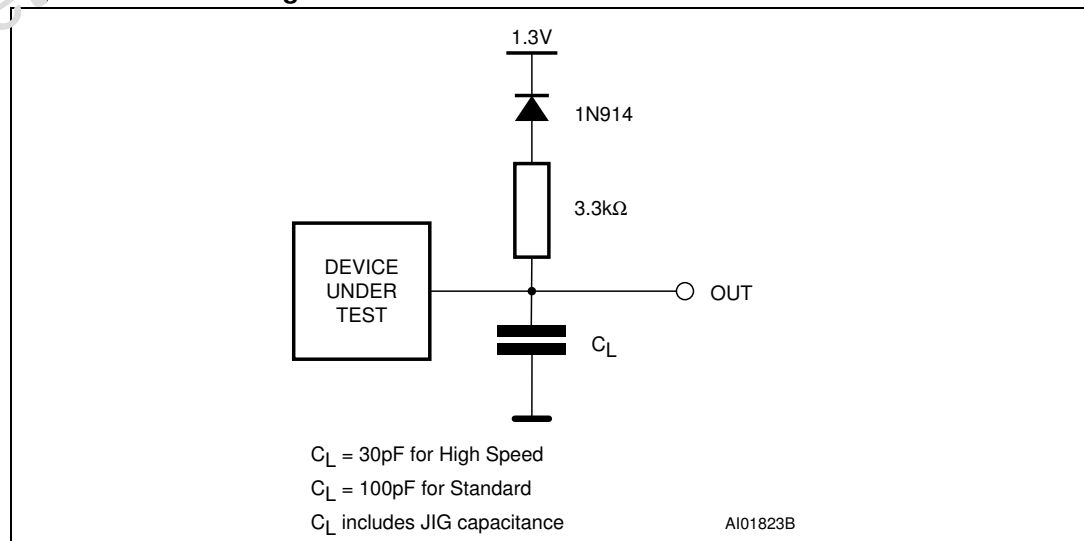 1.3V
1N914
3.3kΩ
DEVICE
UNDER
TEST
OUT
CL
CL = 30pF for High Speed
CL = 100pF for Standard
CL includes JIG capacitance
AI01823B